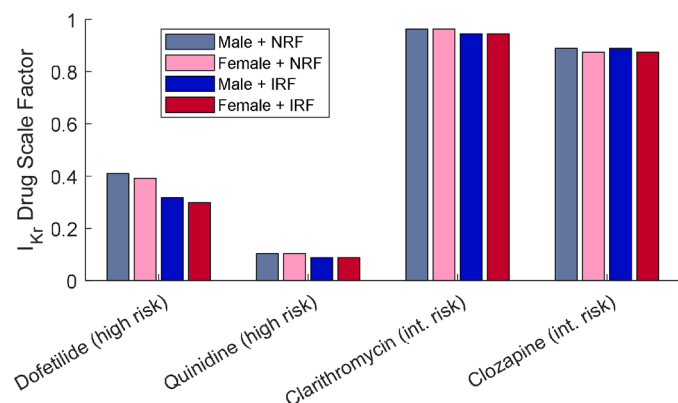 I_Kr Drug Scale Factor
1
0.8
0.6
0.4
0.2
0
Male + NRF
Female + NRF
Male + IRF
Female + IRF
Dofetilide (high risk)
Quinidine (high risk)
Clarithromycin (int. risk)
Clozapine (int. risk)